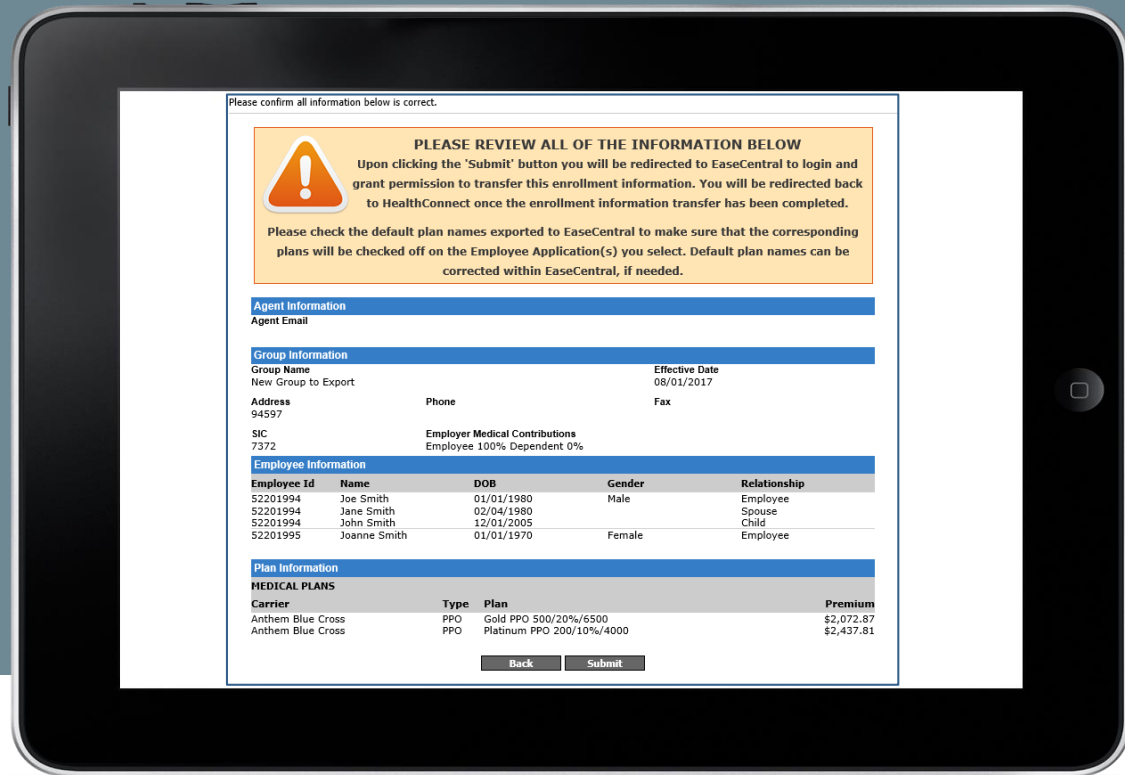 Please confirm all information below is correct.
PLEASE REVIEW ALL OF THE INFORMATION BELOW
Upon clicking the 'Submit' button you will be redirected to EaseCentral to login and
grant permission to transfer this enrollment information. You will be redirected back
to HealthConnect once the enrollment information transfer has been completed.
Please check the default plan names exported to EaseCentral to make sure that the corresponding
plans will be checked off on the Employee Application(s) you select. Default plan names can be
corrected within EaseCentral, if needed.
Agent Information
Agent Email
Group Information
Group Name Effective Date
New Group to Export 08/01/2017
Address Phone Fax
94597
SIC Employer Medical Contributions
7372 Employee 100% Dependent 0%
Employee Information
Employee Id Name DOB Gender Relationship
52201994 Joe Smith 01/01/1980 Male Employee
52201994 Jane Smith 02/04/1980 Spouse
52201994 John Smith 12/01/2005 Child
52201995 Joanne Smith 01/01/1970 Female Employee
Plan Information
MEDICAL PLANS
Carrier Type Plan Premium
Anthem Blue Cross PPO Gold PPO 500/20%/6500 $2,072.87
Anthem Blue Cross PPO Platinum PPO 200/10%/4000 $2,437.81
Back Submit